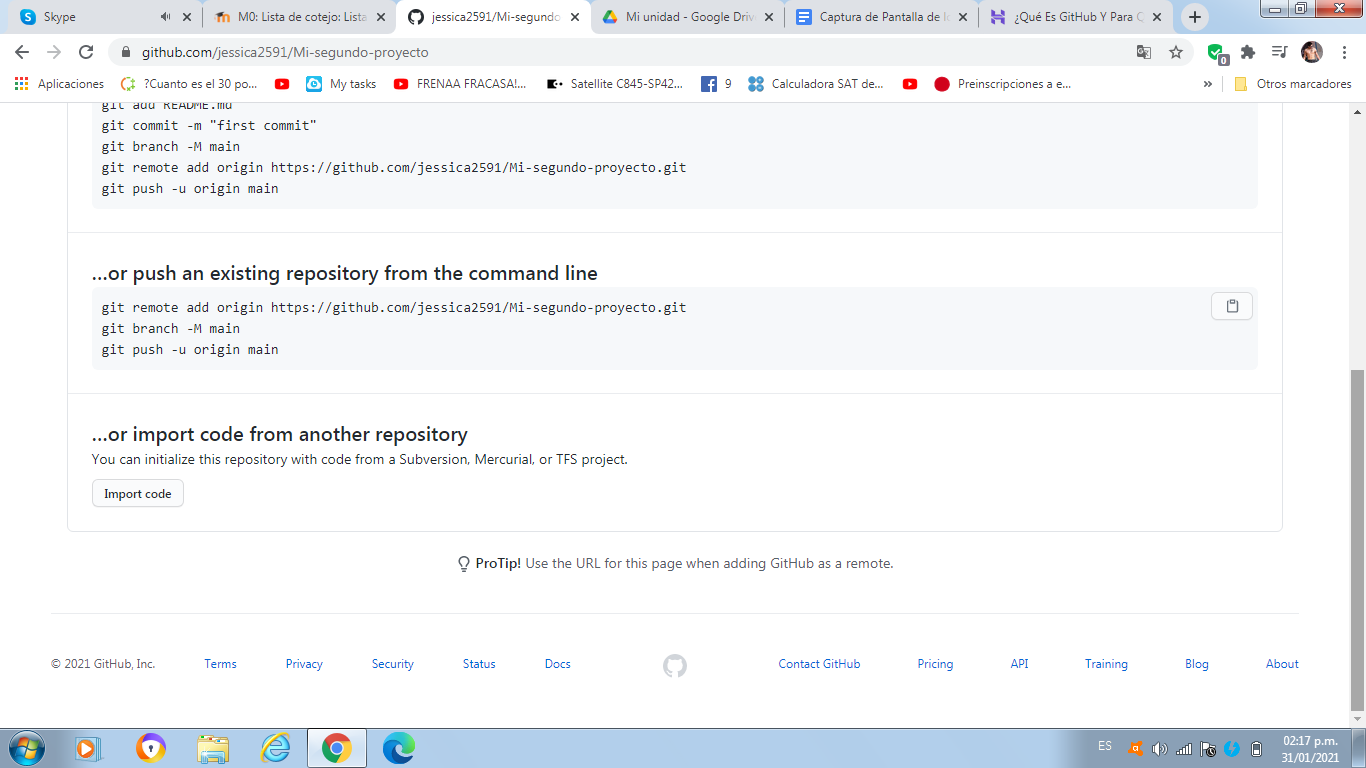 Skype
M0: Lista de cotejo: Lista
jessica2591/Mi-segundo
Mi unidad - Google Driv
Captura de Pantalla de lo
¿Qué Es GitHub Y Para Q
github.com/jessica2591/Mi-segundo-proyecto
0
Aplicaciones
?Cuanto es el 30 po...
My tasks
FRENAA FRACASA!...
Satellite C845-SP42...
9
Calculadora SAT de...
Preinscripciones a e...
»
Otros marcadores
git add README.md
git commit -m "first commit"
git branch -M main
git remote add origin https://github.com/jessica2591/Mi-segundo-proyecto.git
git push -u origin main
…or push an existing repository from the command line
git remote add origin https://github.com/jessica2591/Mi-segundo-proyecto.git
git branch -M main
git push -u origin main
…or import code from another repository
You can initialize this repository with code from a Subversion, Mercurial, or TFS project.
Import code
ProTip! Use the URL for this page when adding GitHub as a remote.
© 2021 GitHub, Inc.
Terms
Privacy
Security
Status
Docs
Contact GitHub
Pricing
API
Training
Blog
About
ES
02:17 p.m.
31/01/2021